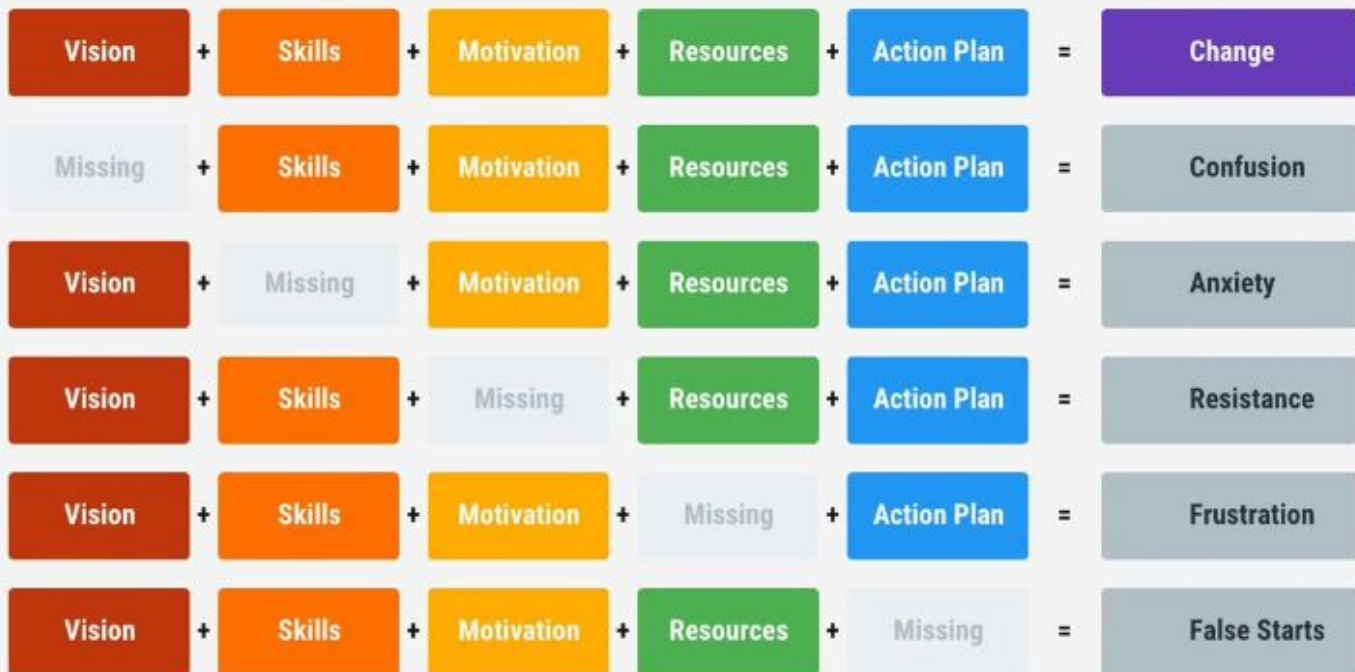 Vision + Skills + Motivation + Resources + Action Plan = Change
Missing + Skills + Motivation + Resources + Action Plan = Confusion
Vision + Missing + Motivation + Resources + Action Plan = Anxiety
Vision + Skills + Missing + Resources + Action Plan = Resistance
Vision + Skills + Motivation + Missing + Action Plan = Frustration
Vision + Skills + Motivation + Resources + Missing = False Starts